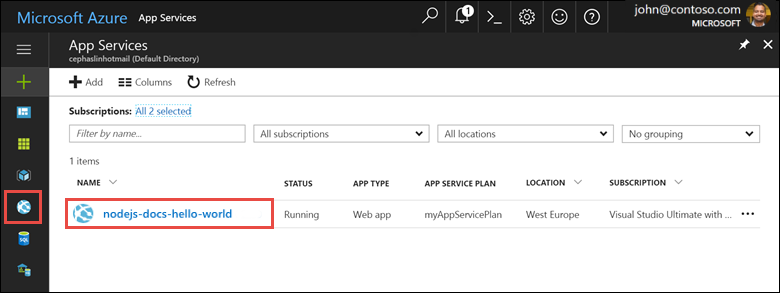 Microsoft Azure App Services
1
john@contoso.com
MICROSOFT
App Services
cephaslinhotmail (Default Directory)
Add Columns Refresh
Subscriptions: All 2 selected
Filter by name... All subscriptions All locations No grouping
1 items
NAME STATUS APP TYPE APP SERVICE PLAN LOCATION SUBSCRIPTION
nodejs-docs-hello-world Running Web app myAppServicePlan West Europe Visual Studio Ultimate with ...
SQL